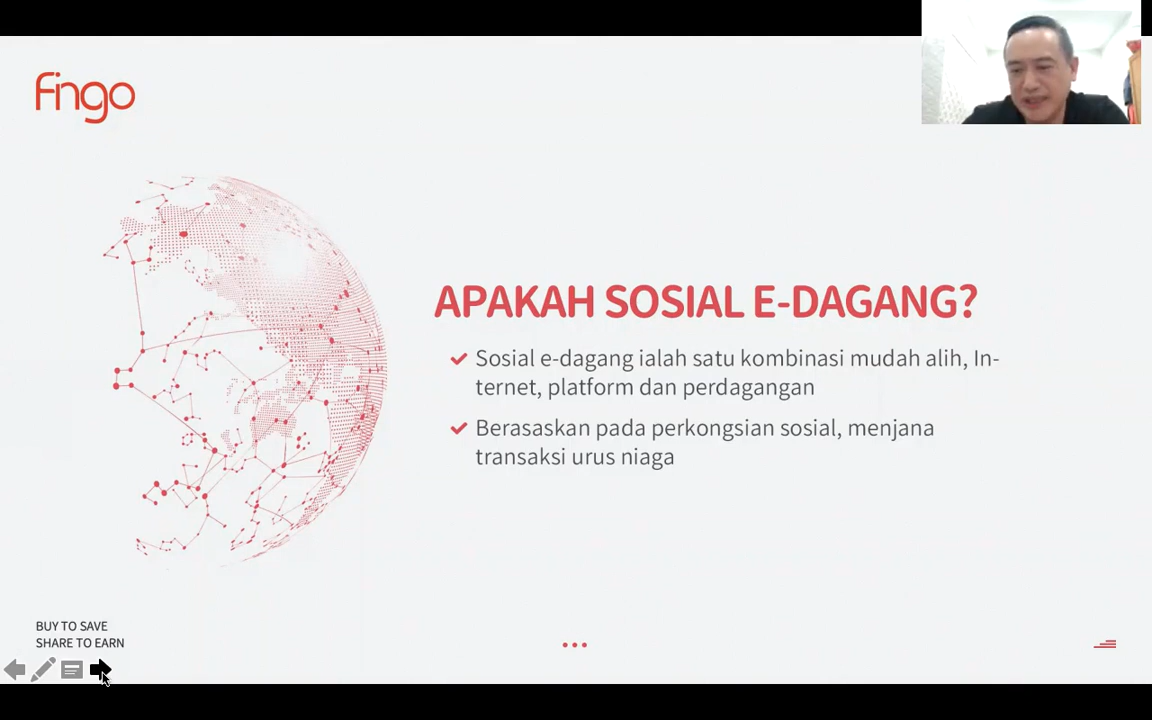 Fingo
APAKAH SOSIAL E-DAGANG?
Sosial e-dagang ialah satu kombinasi mudah alih, In-
ternet, platform dan perdagangan
Berasaskan pada perkongsian sosial, menjana
transaksi urus niaga
BUY TO SAVE
SHARE TO EARN